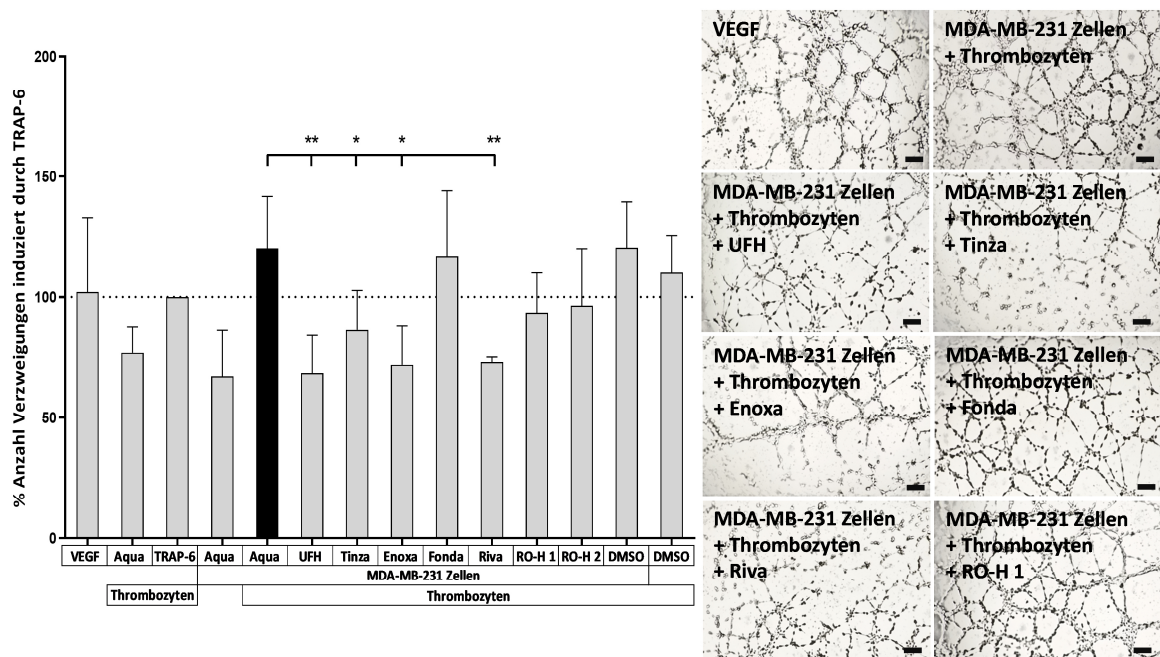 % Anzahl Verzweigungen induziert durch TRAP-6
200
150
100
50
0
** * * **
VEGF Aqua TRAP-6 Aqua Aqua UFH Tinza Enoxa Fonda Riva RO-H 1 RO-H 2 DMSO DMSO
MDA-MB-231 Zellen
Thrombozyten Thrombozyten
VEGF
MDA-MB-231 Zellen
+ Thrombozyten
MDA-MB-231 Zellen
+ Thrombozyten
+ UFH
MDA-MB-231 Zellen
+ Thrombozyten
+ Tinza
MDA-MB-231 Zellen
+ Thrombozyten
+ Enoxa
MDA-MB-231 Zellen
+ Thrombozyten
+ Fonda
MDA-MB-231 Zellen
+ Thrombozyten
+ Riva
MDA-MB-231 Zellen
+ Thrombozyten
+ RO-H 1